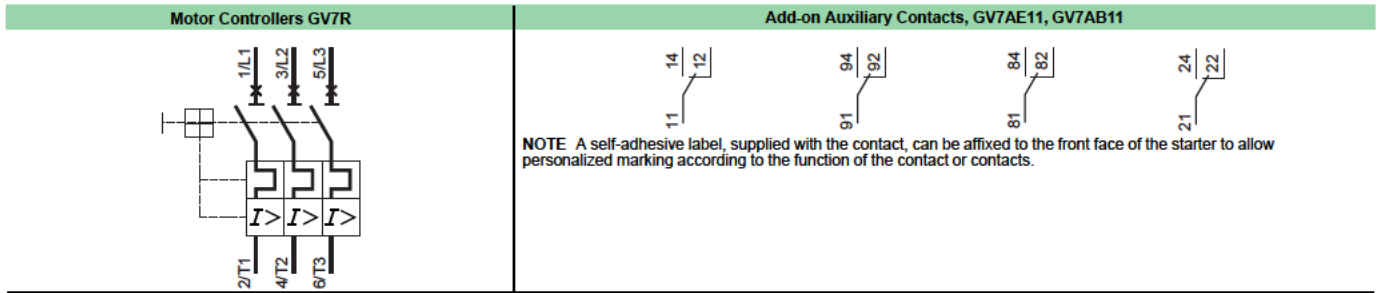 Motor Controllers GV7R
Add-on Auxiliary Contacts, GV7AE11, GV7AB11
1/L1
3/L2
5/L3
I>
I>
I>
2/T1
4/T2
6/T3
14
12
11
94
92
91
84
82
81
24
22
21
NOTE A self-adhesive label, supplied with the contact, can be affixed to the front face of the starter to allow
personalized marking according to the function of the contact or contacts.